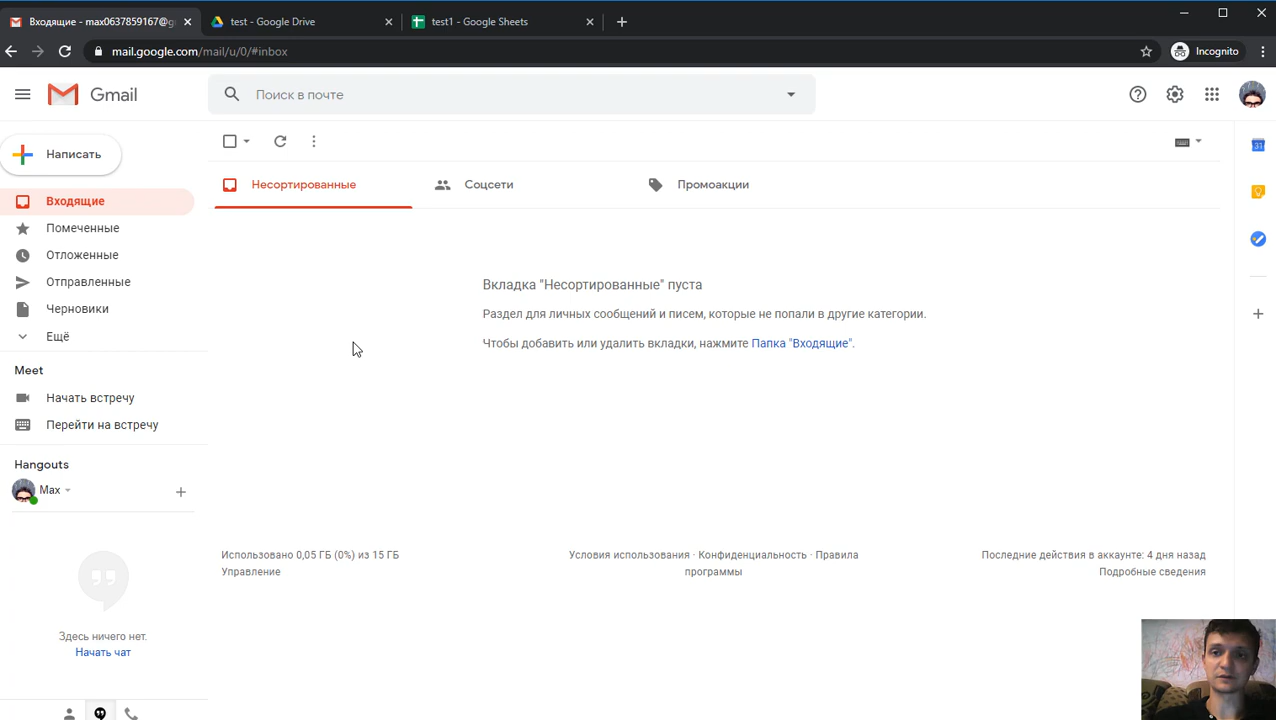 Входящие - max0637859167@g
test - Google Drive
test1 - Google Sheets
mail.google.com/mail/u/0/#inbox
Incognito
Gmail
Поиск в почте
Написать
Несортированные
Соцсети
Промоакции
Входящие
Помеченные
Отложенные
Отправленные
Черновики
Ещё
Вкладка "Несортированные" пуста
Раздел для личных сообщений и писем, которые не попали в другие категории.
Чтобы добавить или удалить вкладки, нажмите Папка "Входящие".
Meet
Начать встречу
Перейти на встречу
Hangouts
Max
Использовано 0,05 ГБ (0%) из 15 ГБ
Управление
Условия использования · Конфиденциальность · Правила
программы
Последние действия в аккаунте: 4 дня назад
Подробные сведения
Здесь ничего нет.
Начать чат
31